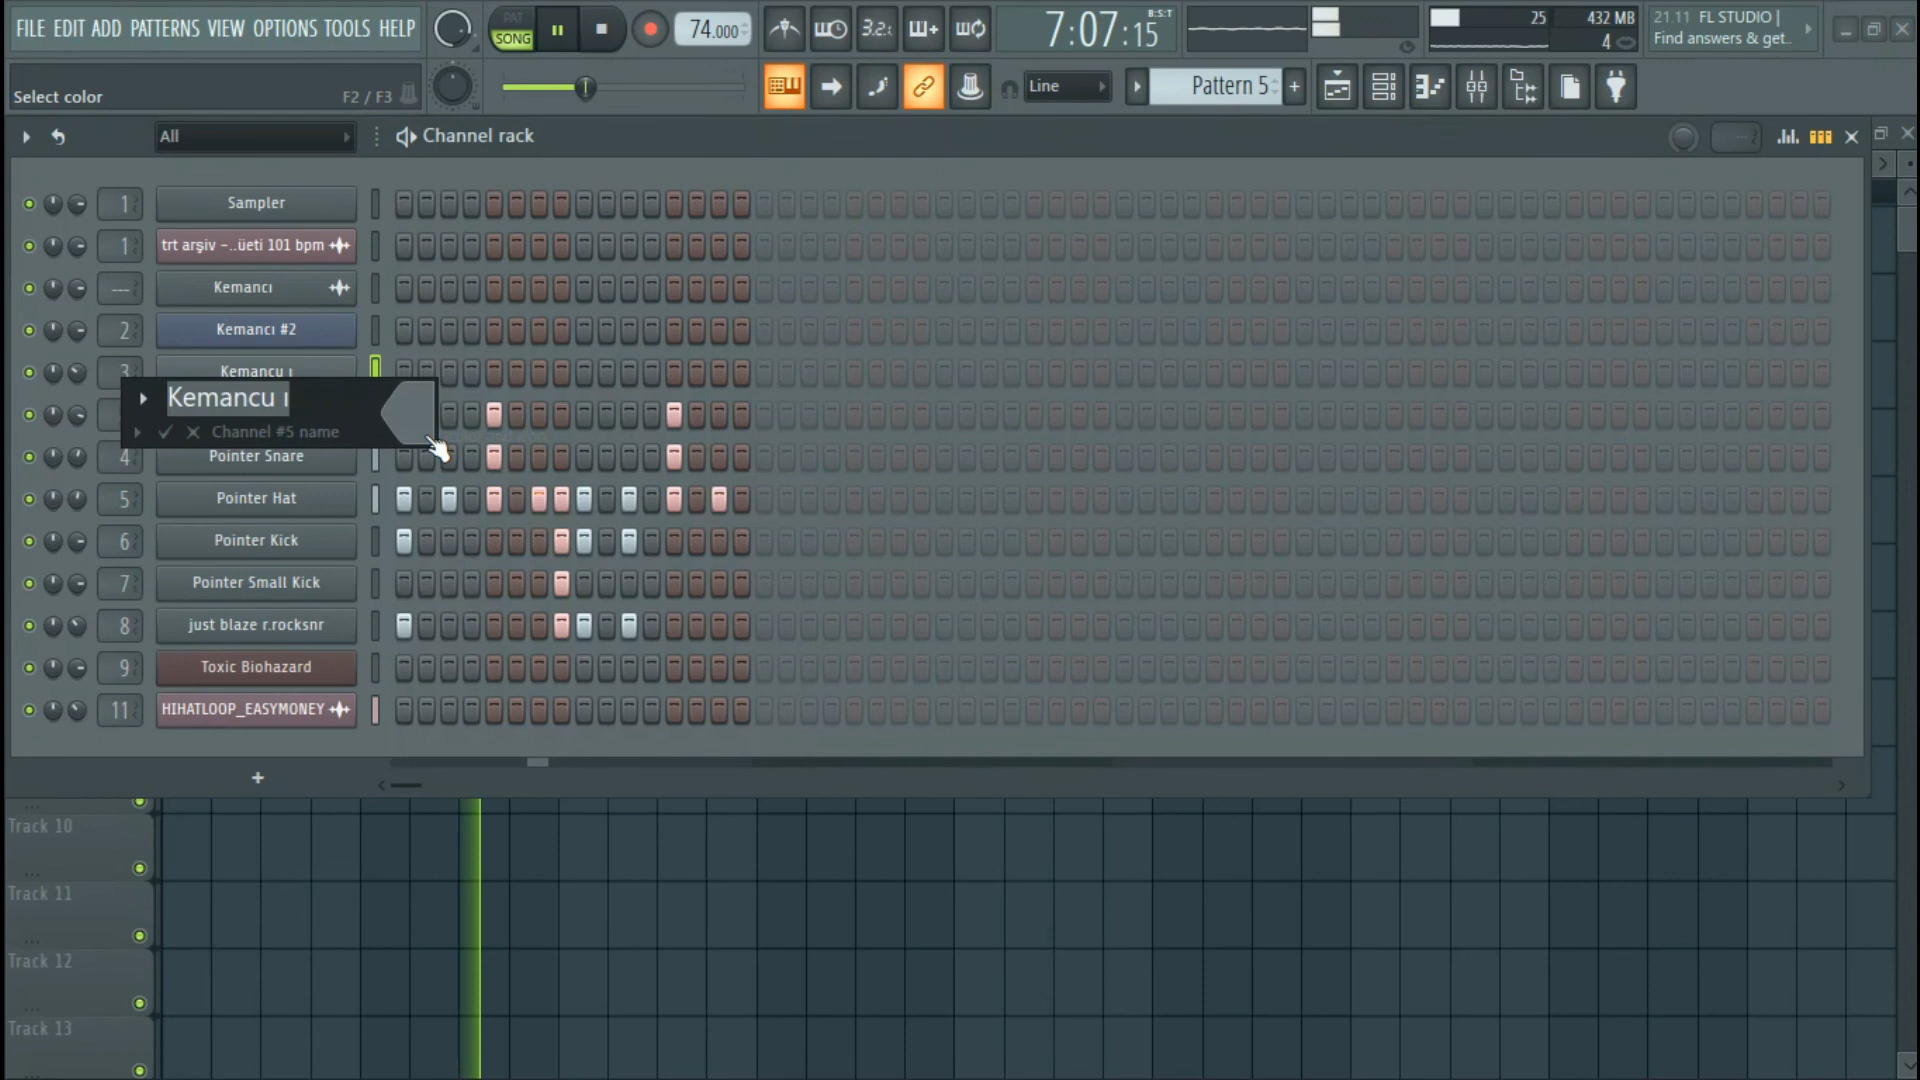 FILE EDIT ADD PATTERNS VIEW OPTIONS TOOLS HELP
PAT
SONG
74.000
3.2.
7:07:15
B:S:T
25
432 MB
4
21.11 FL STUDIO |
Find answers & get..
Select color
F2 / F3
Line
Pattern 5
All
Channel rack
1 Sampler
1 trt arşiv -..üeti 101 bpm
--- Kemancı
2 Kemancı #2
3 Kemancu ı
Kemancu ı
Channel #5 name
4 Pointer Snare
5 Pointer Hat
6 Pointer Kick
7 Pointer Small Kick
8 just blaze r.rocksnr
9 Toxic Biohazard
11 HIHATLOOP_EASYMONEY
Track 10
Track 11
Track 12
Track 13